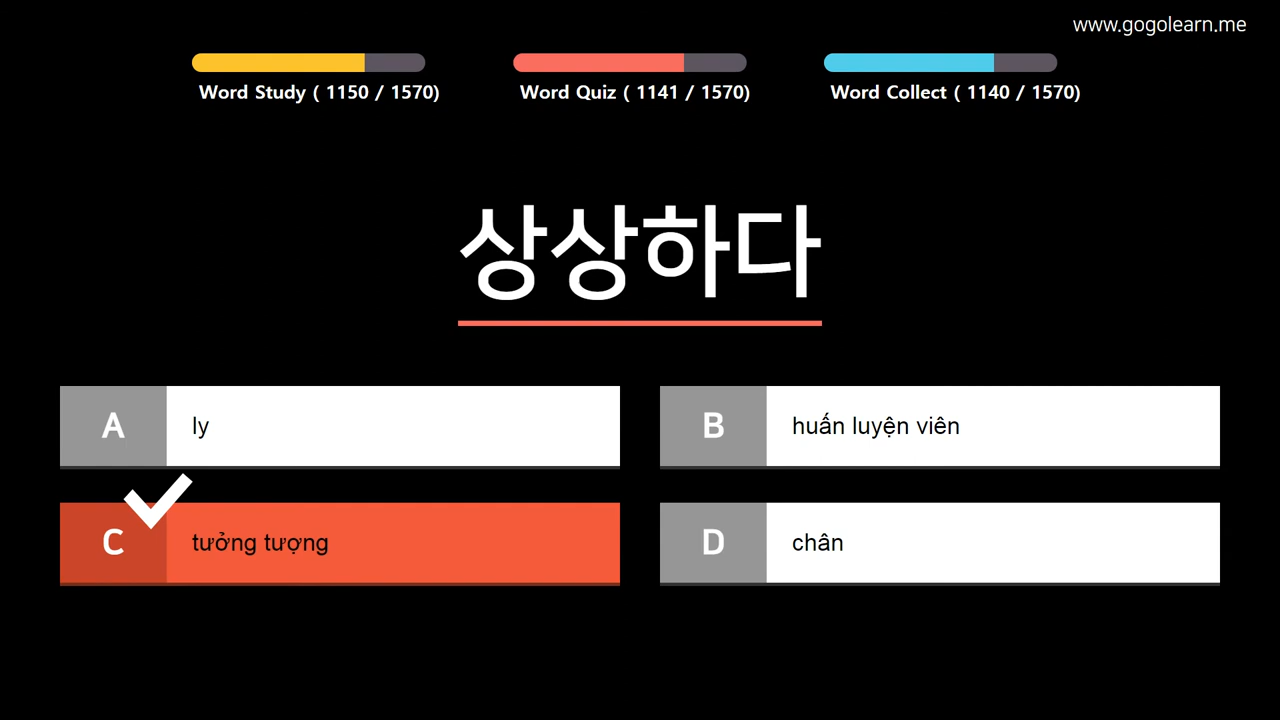 www.gogolearn.me
Word Study ( 1150 / 1570)
Word Quiz ( 1141 / 1570)
Word Collect ( 1140 / 1570)
상상하다
A ly
B huấn luyện viên
C tưởng tượng
D chân